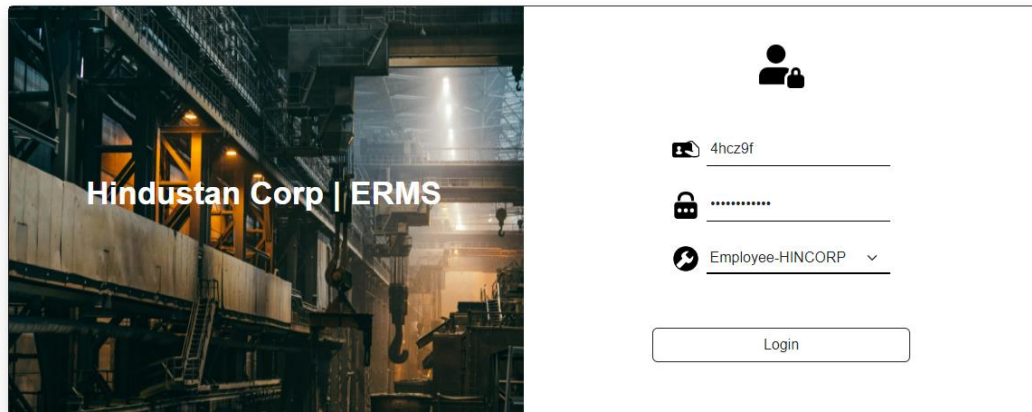 Hindustan Corp | ERMS
4hcz9f
••••••••••••
Employee-HINCORP
Login